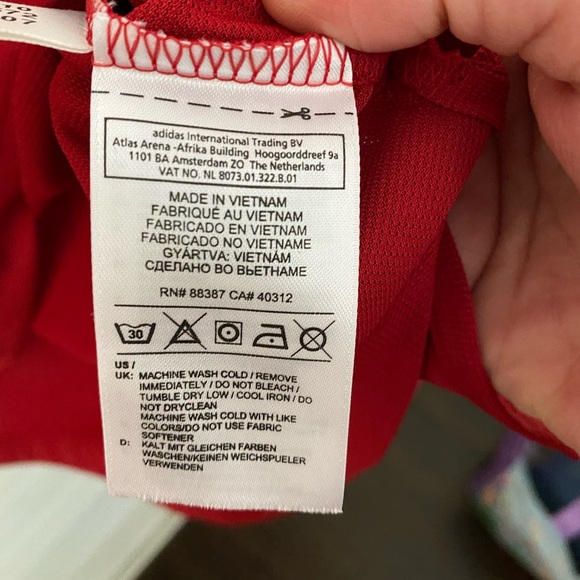 adidas International Trading BV
Atlas Arena -Afrika Building Hoogoorddreef 9a
1101 BA Amsterdam ZO The Netherlands
VAT NO. NL 8073.01.322.B.01
MADE IN VIETNAM
FABRIQUÉ AU VIETNAM
FABRICADO EN VIETNAM
FABRICADO NO VIETNAM
GYÁRTVA: VIETNÁM
СДЕЛАНО ВО ВЬЕТНАМЕ
RN# 88387 CA# 40312
30
US /
UK: MACHINE WASH COLD / REMOVE
IMMEDIATELY / DO NOT BLEACH /
TUMBLE DRY LOW / COOL IRON / DO
NOT DRYCLEAN
MACHINE WASH COLD WITH LIKE
COLORS/DO NOT USE FABRIC
SOFTENER
D: KALT MIT GLEICHEN FARBEN
WASCHEN/KEINEN WEICHSPUELER
VERWENDEN